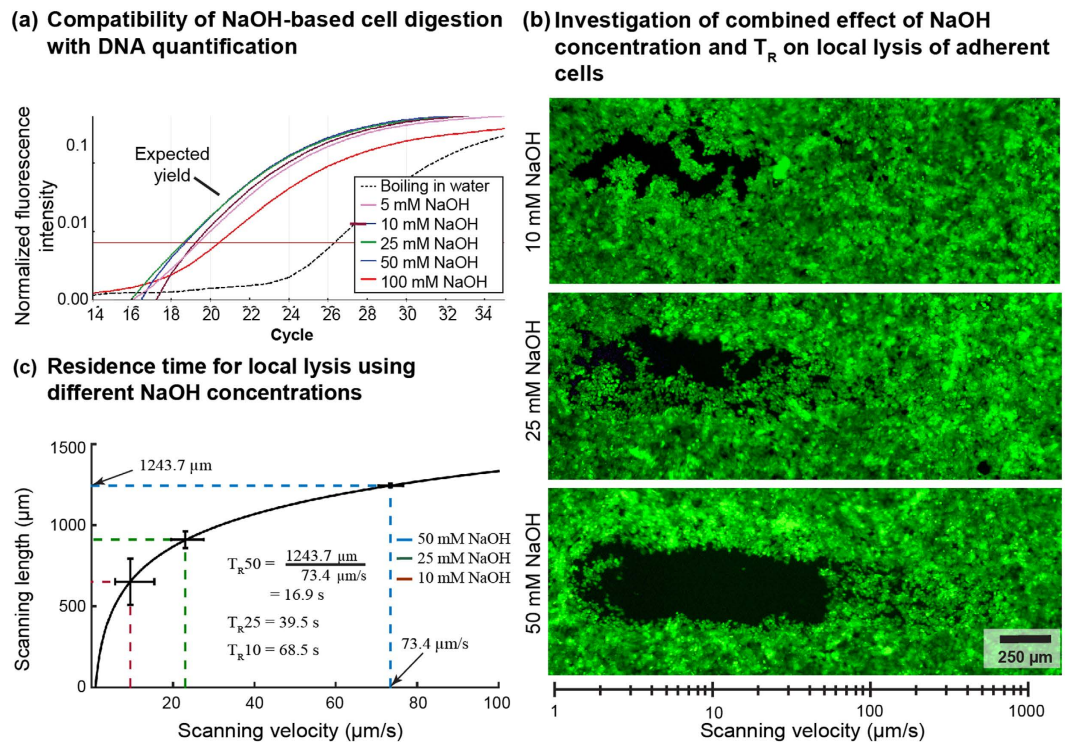 (a) Compatibility of NaOH-based cell digestion
with DNA quantification
Normalized fluorescence
intensity
0.1
0.01
0.00
Expected
yield
Boiling in water
5 mM NaOH
10 mM NaOH
25 mM NaOH
50 mM NaOH
100 mM NaOH
14 16 18 20 22 24 26 28 30 32 34
Cycle
(c) Residence time for local lysis using
different NaOH concentrations
Scanning length (µm)
1500
1000
500
0
1243.7 µm
50 mM NaOH
25 mM NaOH
10 mM NaOH
TR50 = 1243.7 µm
73.4 µm/s
= 16.9 s
TR25 = 39.5 s
TR10 = 68.5 s
73.4 µm/s
20 40 60 80 100
Scanning velocity (µm/s)
(b) Investigation of combined effect of NaOH
concentration and TR on local lysis of adherent
cells
10 mM NaOH
25 mM NaOH
50 mM NaOH
250 µm
1 10 100 1000
Scanning velocity (µm/s)